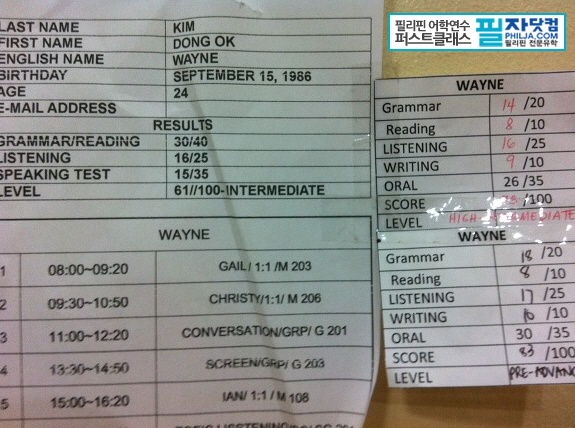 필리핀 어학연수
퍼스트클래스
필자닷컴
PHILJA.COM
필리핀 전문유학
LAST NAME KIM
FIRST NAME DONG OK
ENGLISH NAME WAYNE
BIRTHDAY SEPTEMBER 15, 1986
AGE 24
E-MAIL ADDRESS
RESULTS
GRAMMAR/READING 30/40
LISTENING 16/25
SPEAKING TEST 15/35
LEVEL 61//100-INTERMEDIATE
WAYNE
1 08:00~09:20 GAIL/ 1:1 /M 203
2 09:30~10:50 CHRISTY/1:1/ M 206
3 11:00~12:20 CONVERSATION/GRP/ G 201
4 13:30~14:50 SCREEN/GRP/ G 203
5 15:00~16:20 IAN/ 1:1 / M 108
WAYNE
Grammar 14 /20
Reading 8 /10
LISTENING 16 /25
WRITING 9 /10
ORAL 26 /35
SCORE 73 /100
LEVEL HIGH INTERMEDIATE
WAYNE
Grammar 18 /20
Reading 8 /10
LISTENING 17 /25
WRITING 10 /10
ORAL 30 /35
SCORE 83 /100
LEVEL PRE-ADVANC